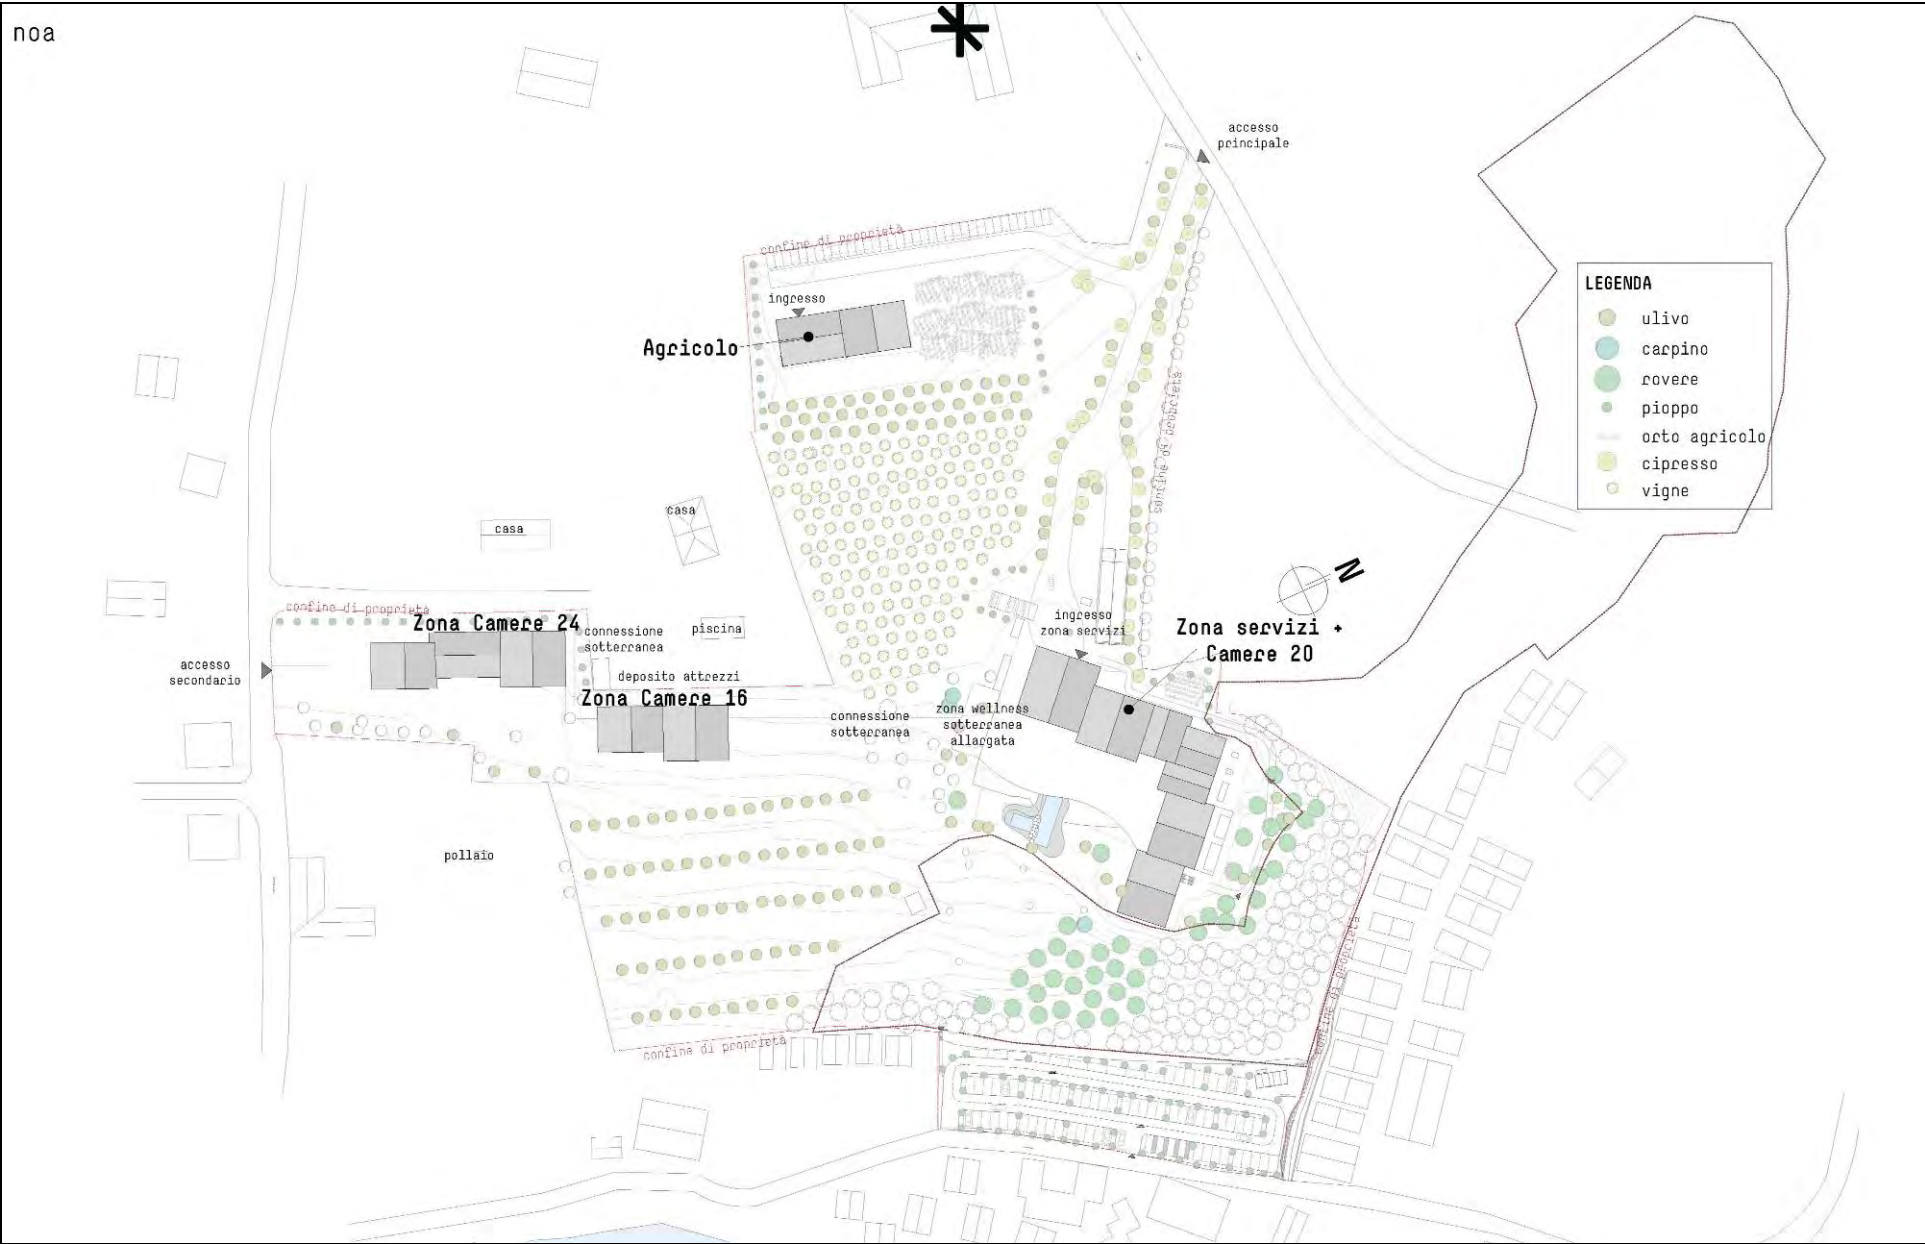 noa
accesso
principale
confine di proprietà
ingresso
Agricolo
LEGENDA
ulivo
carpino
rovere
pioppo
orto agricolo
cipresso
vigne
confine di proprietà
casa
casa
N
confine di proprietà
Zona Camere 24
connessione
sotterranea
piscina
ingresso
zona servizi
Zona servizi +
Camere 20
accesso
secondario
deposito attrezzi
Zona Camere 16
connessione
sotterranea
zona wellness
sotterranea
allargata
pollaio
confine di proprietà
confine di proprietà